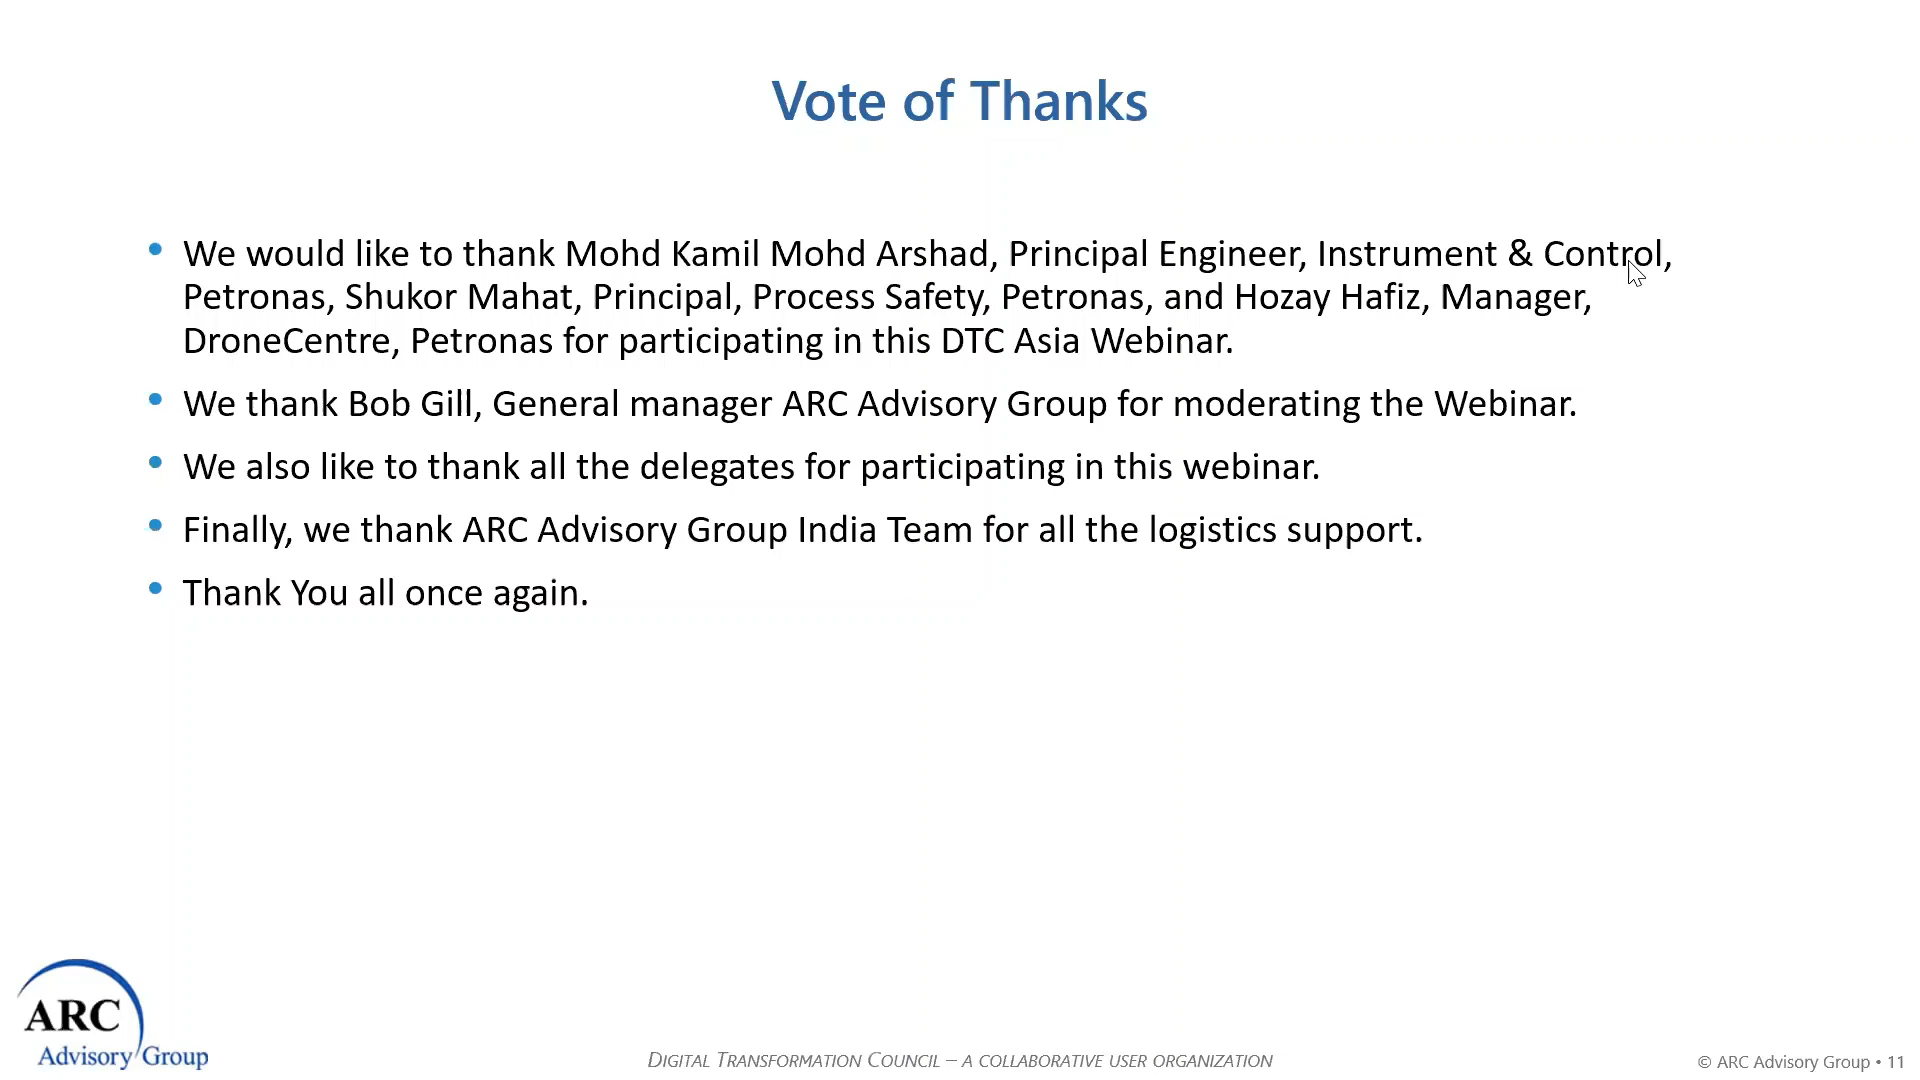 Vote of Thanks
• We would like to thank Mohd Kamil Mohd Arshad, Principal Engineer, Instrument & Control,
Petronas, Shukor Mahat, Principal, Process Safety, Petronas, and Hozay Hafiz, Manager,
DroneCentre, Petronas for participating in this DTC Asia Webinar.
• We thank Bob Gill, General manager ARC Advisory Group for moderating the Webinar.
• We also like to thank all the delegates for participating in this webinar.
• Finally, we thank ARC Advisory Group India Team for all the logistics support.
• Thank You all once again.
ARC
Advisory Group
DIGITAL TRANSFORMATION COUNCIL – A COLLABORATIVE USER ORGANIZATION
© ARC Advisory Group • 11